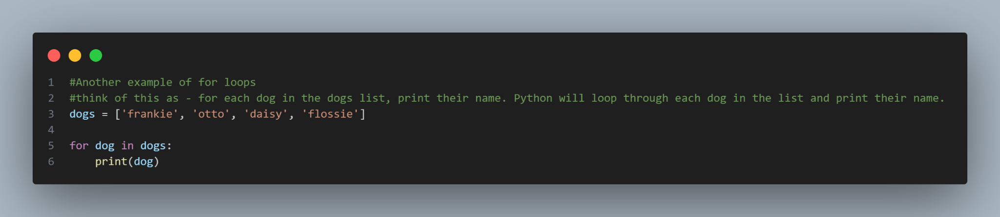 1 #Another example of for loops
2 #think of this as - for each dog in the dogs list, print their name. Python will loop through each dog in the list and print their name.
3 dogs = ['frankie', 'otto', 'daisy', 'flossie']
4
5 for dog in dogs:
6     print(dog)